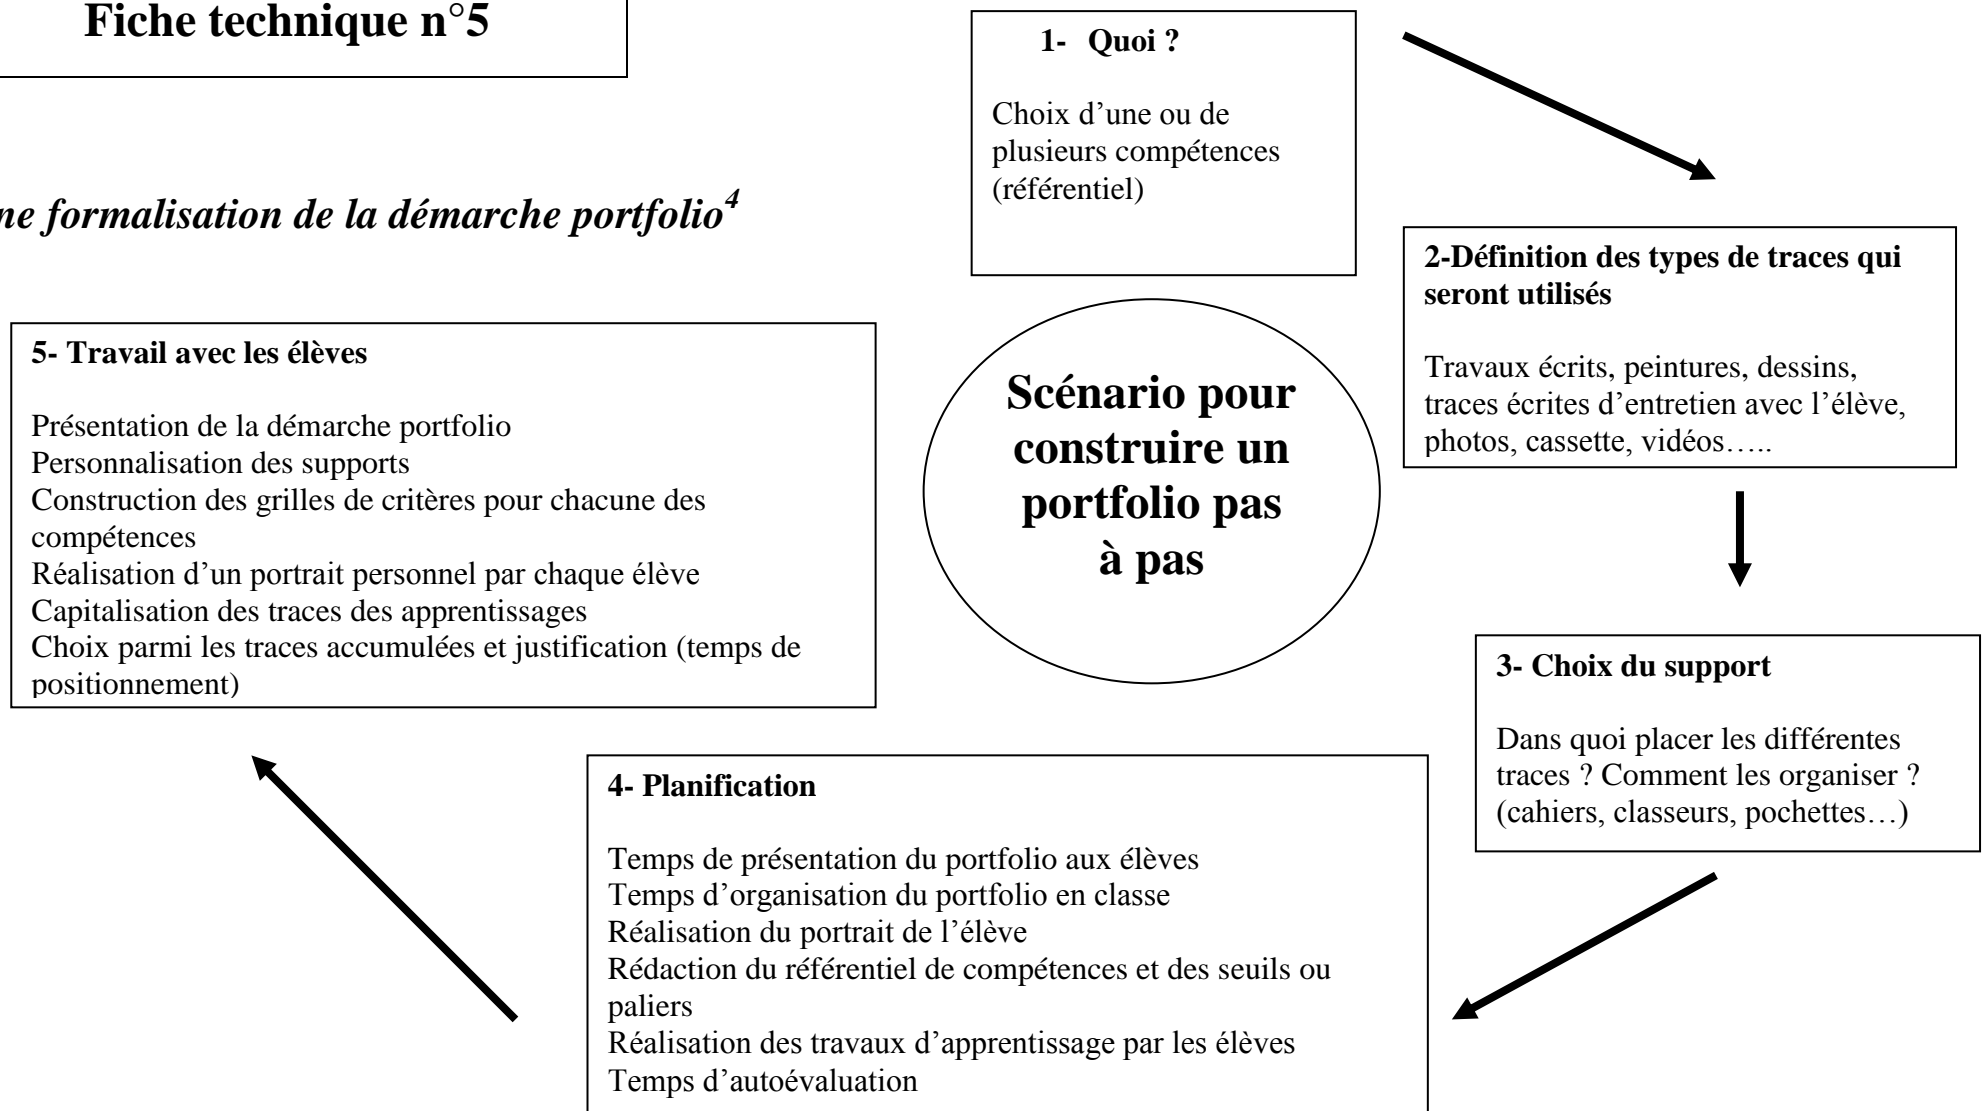 Fiche technique n°5
ne formalisation de la démarche portfolio4
1- Quoi ?
Choix d’une ou de
plusieurs compétences
(référentiel)
2-Définition des types de traces qui
seront utilisés
Travaux écrits, peintures, dessins,
traces écrites d’entretien avec l’élève,
photos, cassette, vidéos…..
Scénario pour
construire un
portfolio pas
à pas
3- Choix du support
Dans quoi placer les différentes
traces ? Comment les organiser ?
(cahiers, classeurs, pochettes…)
4- Planification
Temps de présentation du portfolio aux élèves
Temps d’organisation du portfolio en classe
Réalisation du portrait de l’élève
Rédaction du référentiel de compétences et des seuils ou
paliers
Réalisation des travaux d’apprentissage par les élèves
Temps d’autoévaluation
5- Travail avec les élèves
Présentation de la démarche portfolio
Personnalisation des supports
Construction des grilles de critères pour chacune des
compétences
Réalisation d’un portrait personnel par chaque élève
Capitalisation des traces des apprentissages
Choix parmi les traces accumulées et justification (temps de
positionnement)